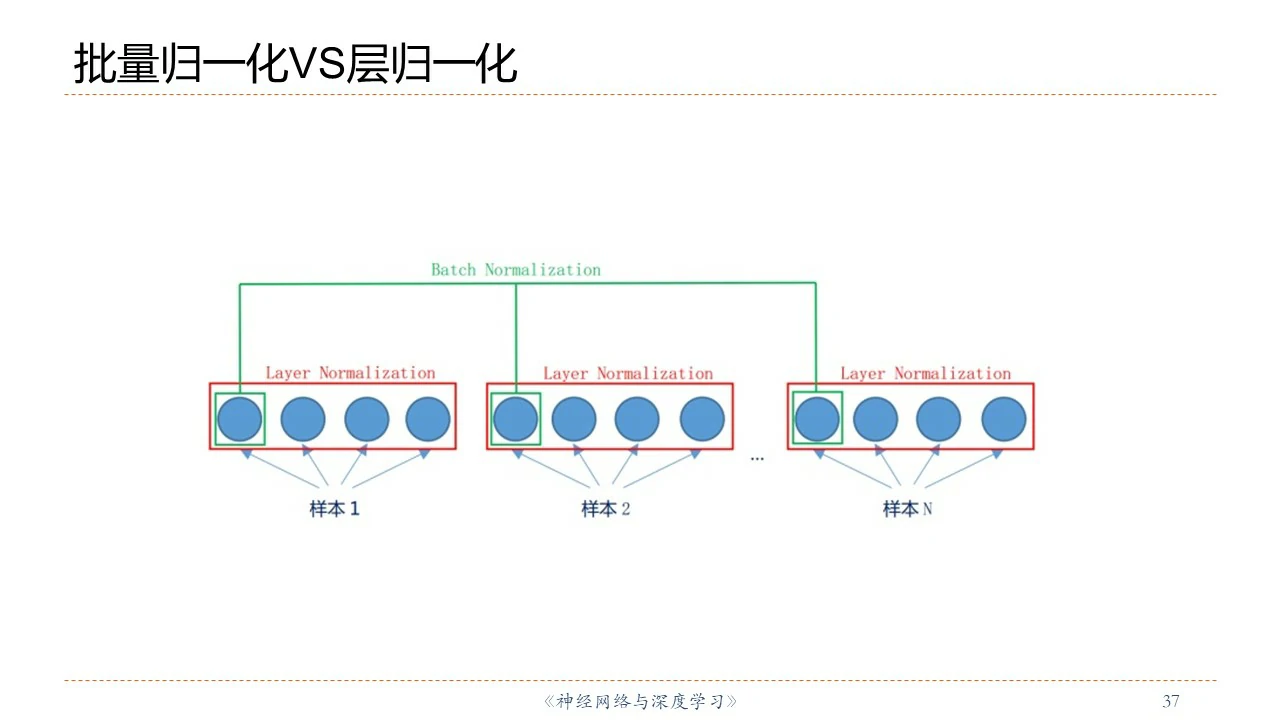 批量归一化VS层归一化
Batch Normalization
Layer Normalization
Layer Normalization
Layer Normalization
...
样本 1
样本 2
样本 N
《神经网络与深度学习》
37